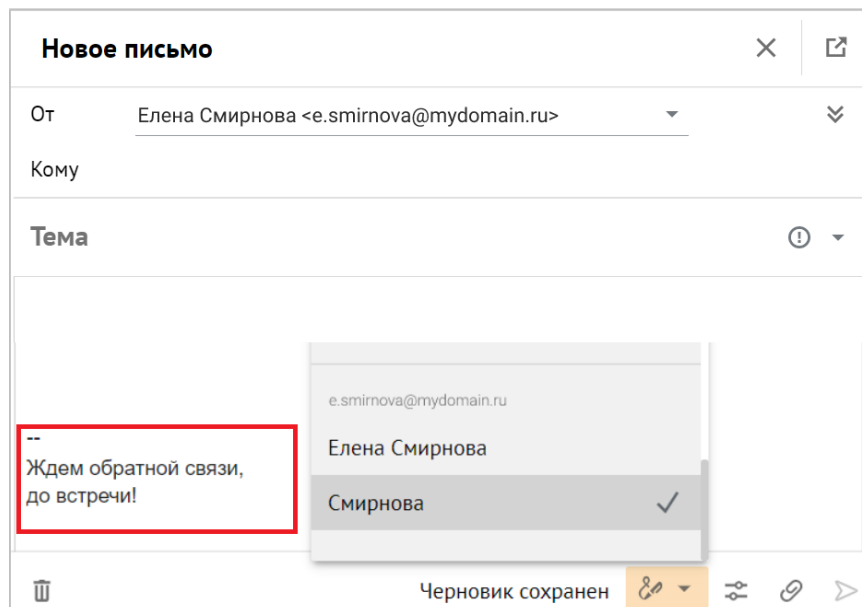 Новое письмо
От Елена Смирнова <e.smirnova@mydomain.ru>
Кому
Тема
e.smirnova@mydomain.ru
Елена Смирнова
Смирнова
--
Ждем обратной связи,
до встречи!
Черновик сохранен